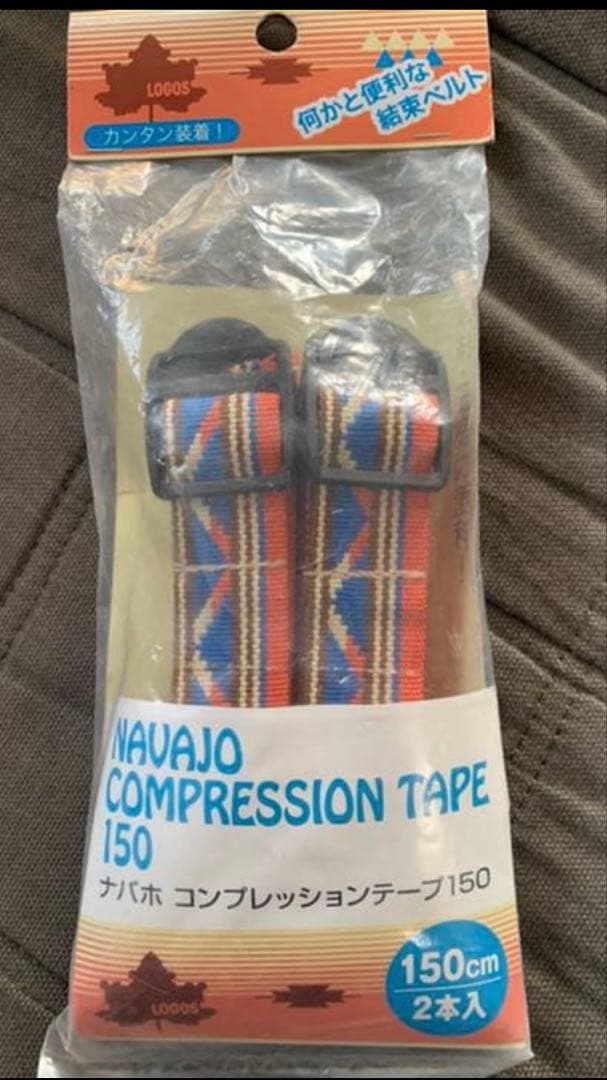 LOGOS
カンタン装着！
何かと便利な
結束ベルト
NAVAJO
COMPRESSION TAPE
150
ナバホ コンプレッションテープ150
LOGOS
150cm
2本入